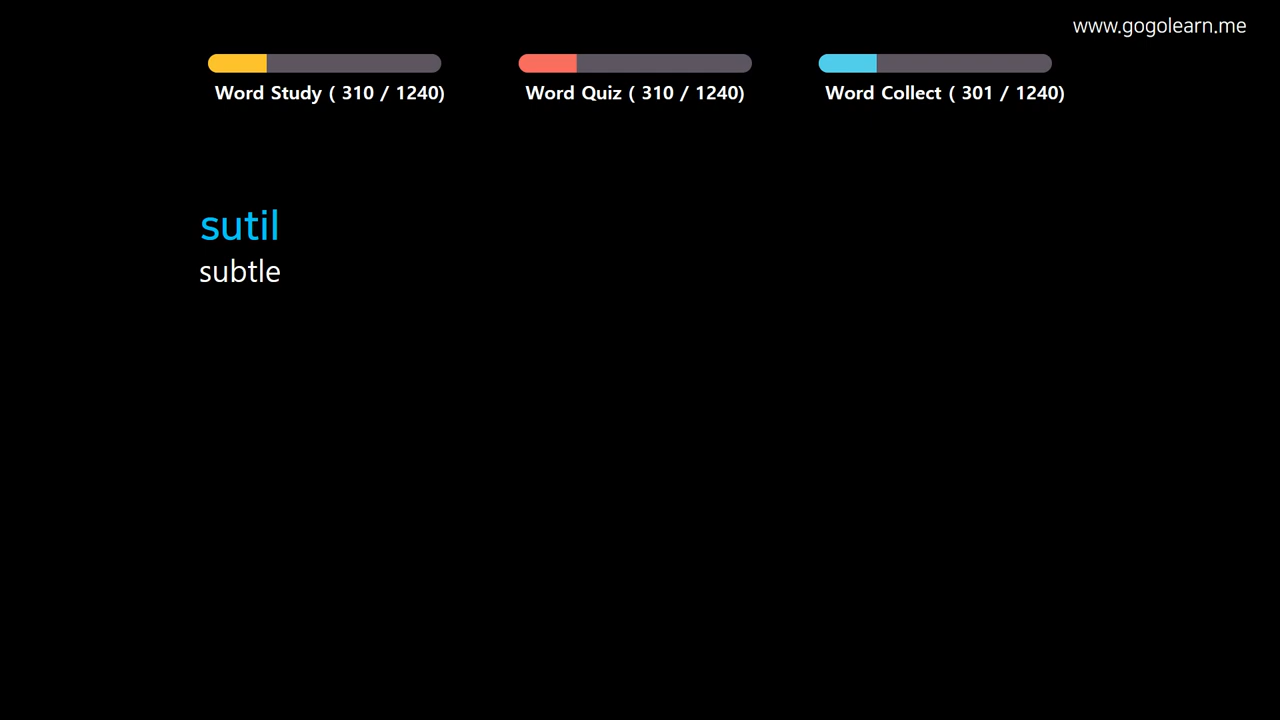 www.gogolearn.me
Word Study ( 310 / 1240)
Word Quiz ( 310 / 1240)
Word Collect ( 301 / 1240)
sutil
subtle